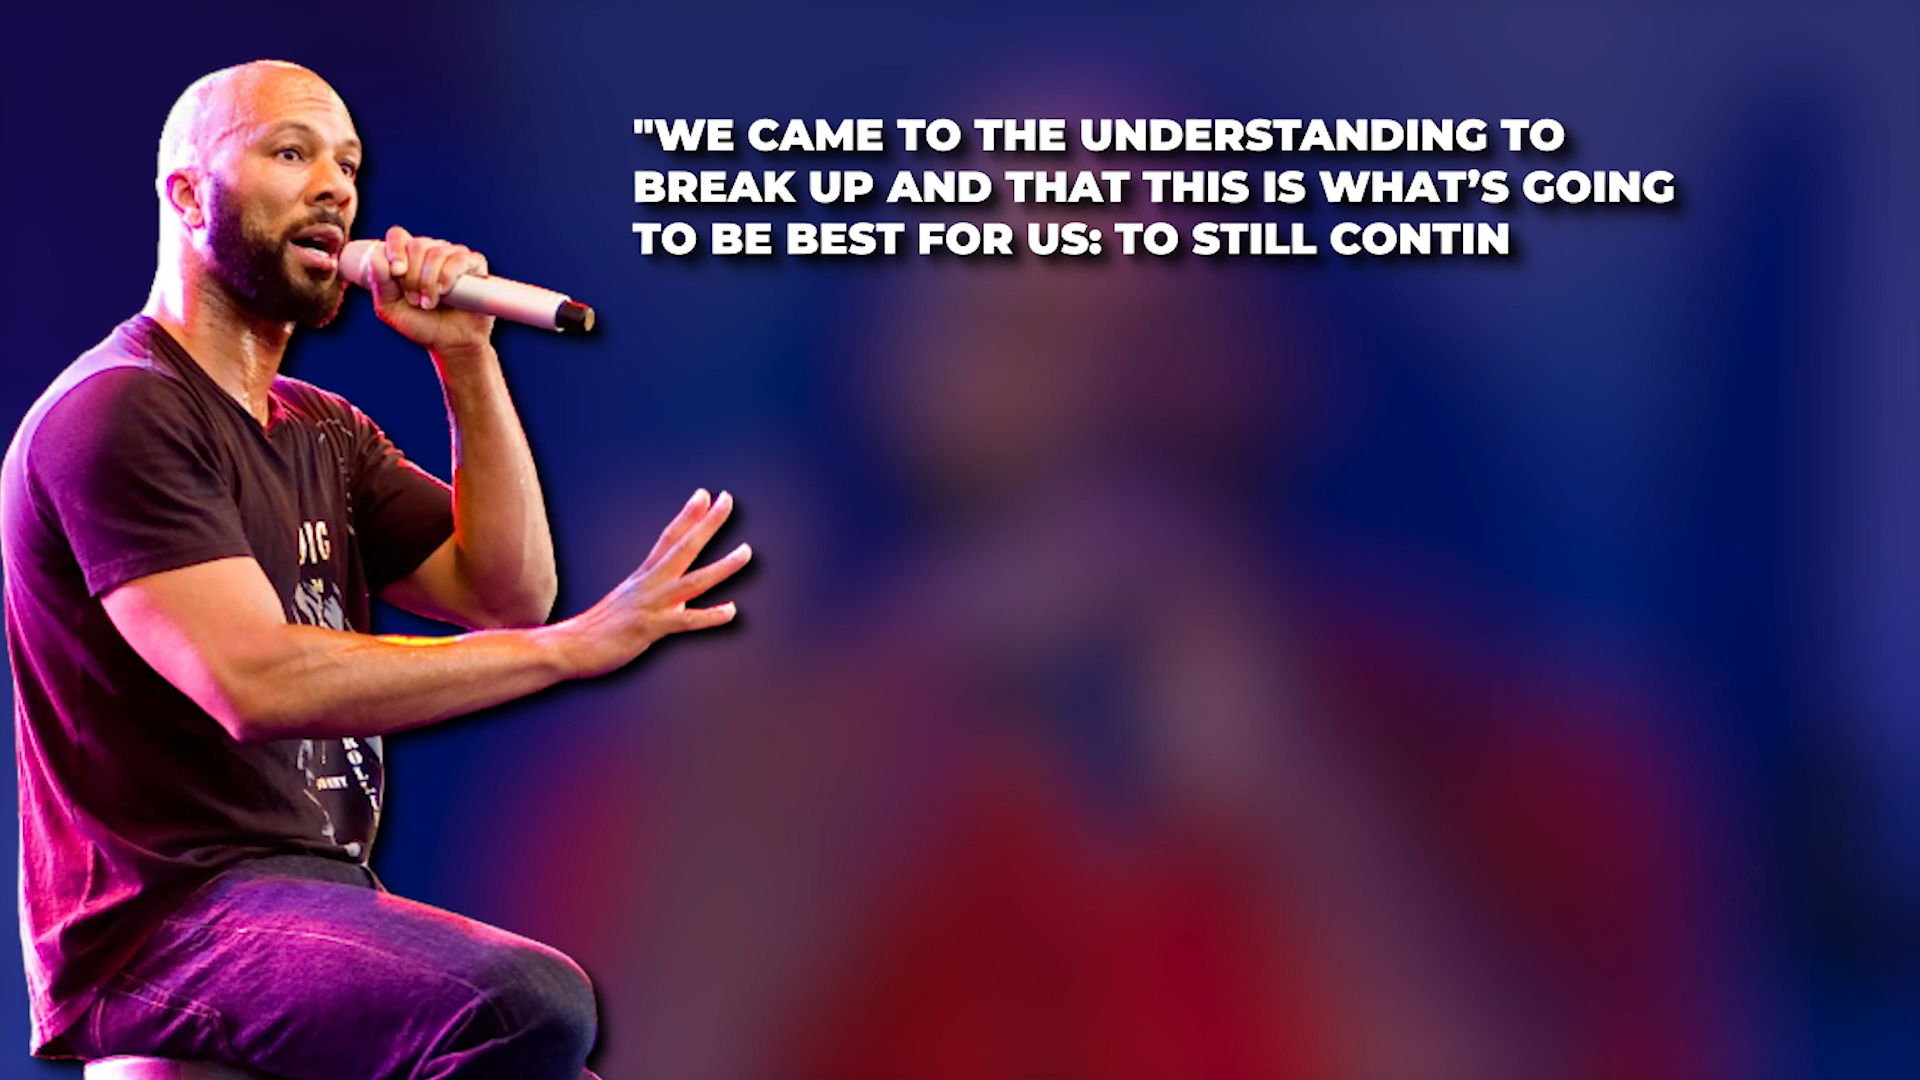 "WE CAME TO THE UNDERSTANDING TO
BREAK UP AND THAT THIS IS WHAT’S GOING
TO BE BEST FOR US: TO STILL CONTIN